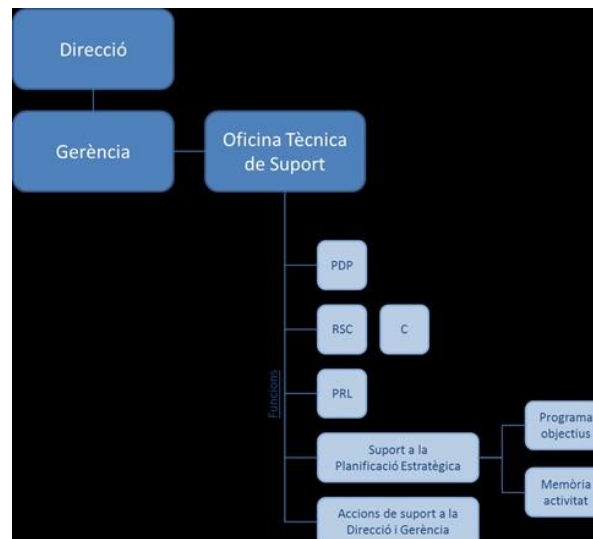 Direcció
Gerència
Oficina Tècnica
de Suport
PDP
RSC
C
PRL
Funcions
Suport a la
Planificació Estratègica
Programa
objectius
Memòria
activitat
Accions de suport a la
Direcció i Gerència